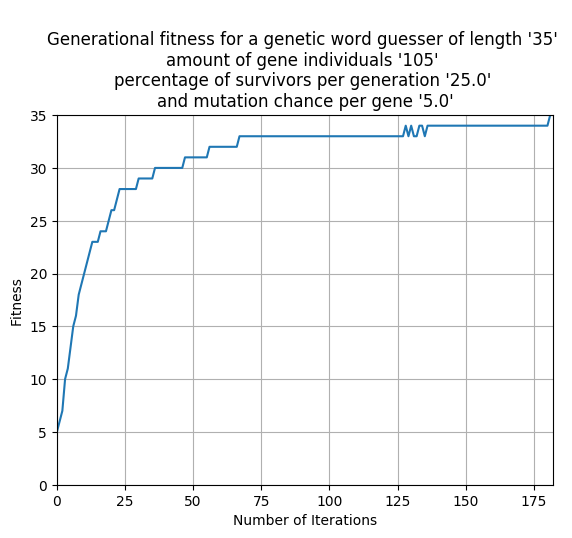 Generational fitness for a genetic word guesser of length '35'
amount of gene individuals '105'
percentage of survivors per generation '25.0'
and mutation chance per gene '5.0'
35
30
25
20
15
10
5
0
Fitness
0 25 50 75 100 125 150 175
Number of Iterations